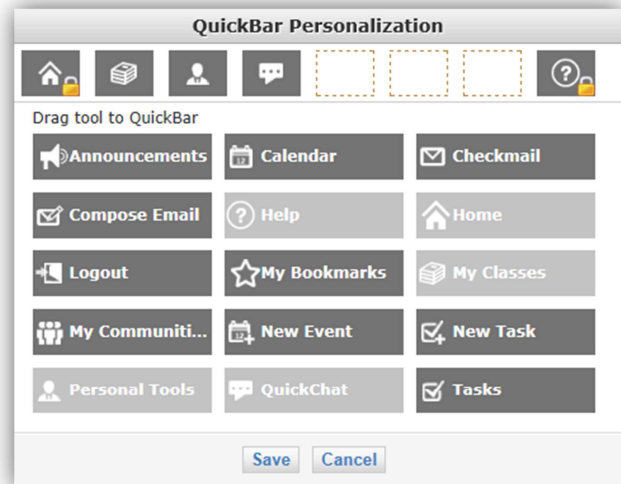 QuickBar Personalization
Drag tool to QuickBar
Announcements Calendar Checkmail
Compose Email Help Home
Logout My Bookmarks My Classes
My Communiti... New Event New Task
Personal Tools QuickChat Tasks
Save Cancel